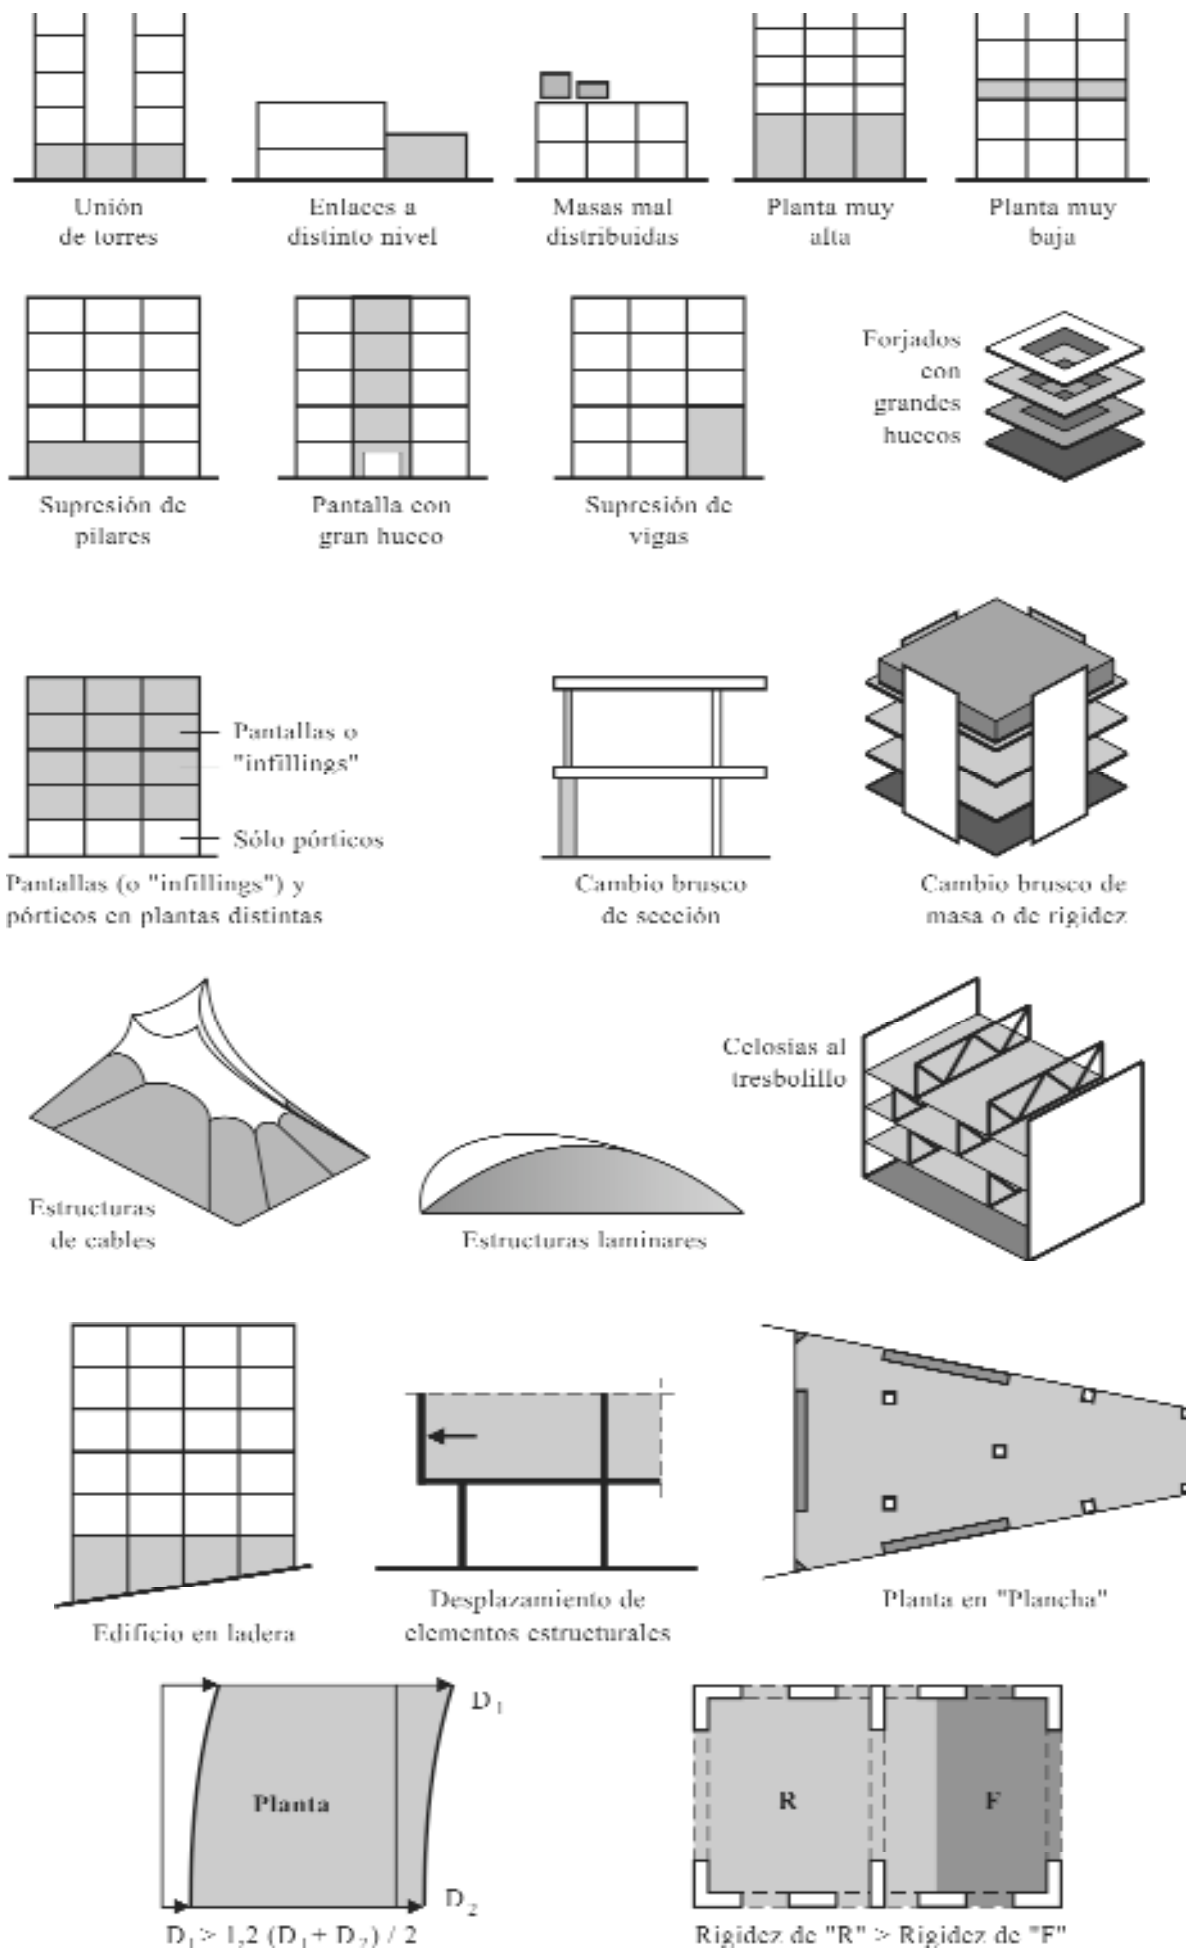 Unión
de torres
Enlaces a
distinto nivel
Masas mal
distribuidas
Planta muy
alta
Planta muy
baja
Forjados
con
grandes
huecos
Supresión de
pilares
Pantalla con
gran hueco
Supresión de
vigas
Pantallas o
"infillings"
Sólo pórticos
Pantallas (o "infillings") y
pórticos en plantas distintas
Cambio brusco
de sección
Cambio brusco de
masa o de rigidez
Celosías al
tresbolillo
Estructuras
de cables
Estructuras laminares
Edificio en ladera
Desplazamiento de
elementos estructurales
Planta en "Plancha"
D₁
Planta
D₂
D₁ > 1,2 (D₁ + D₂) / 2
R
F
Rigidez de "R" > Rigidez de "F"